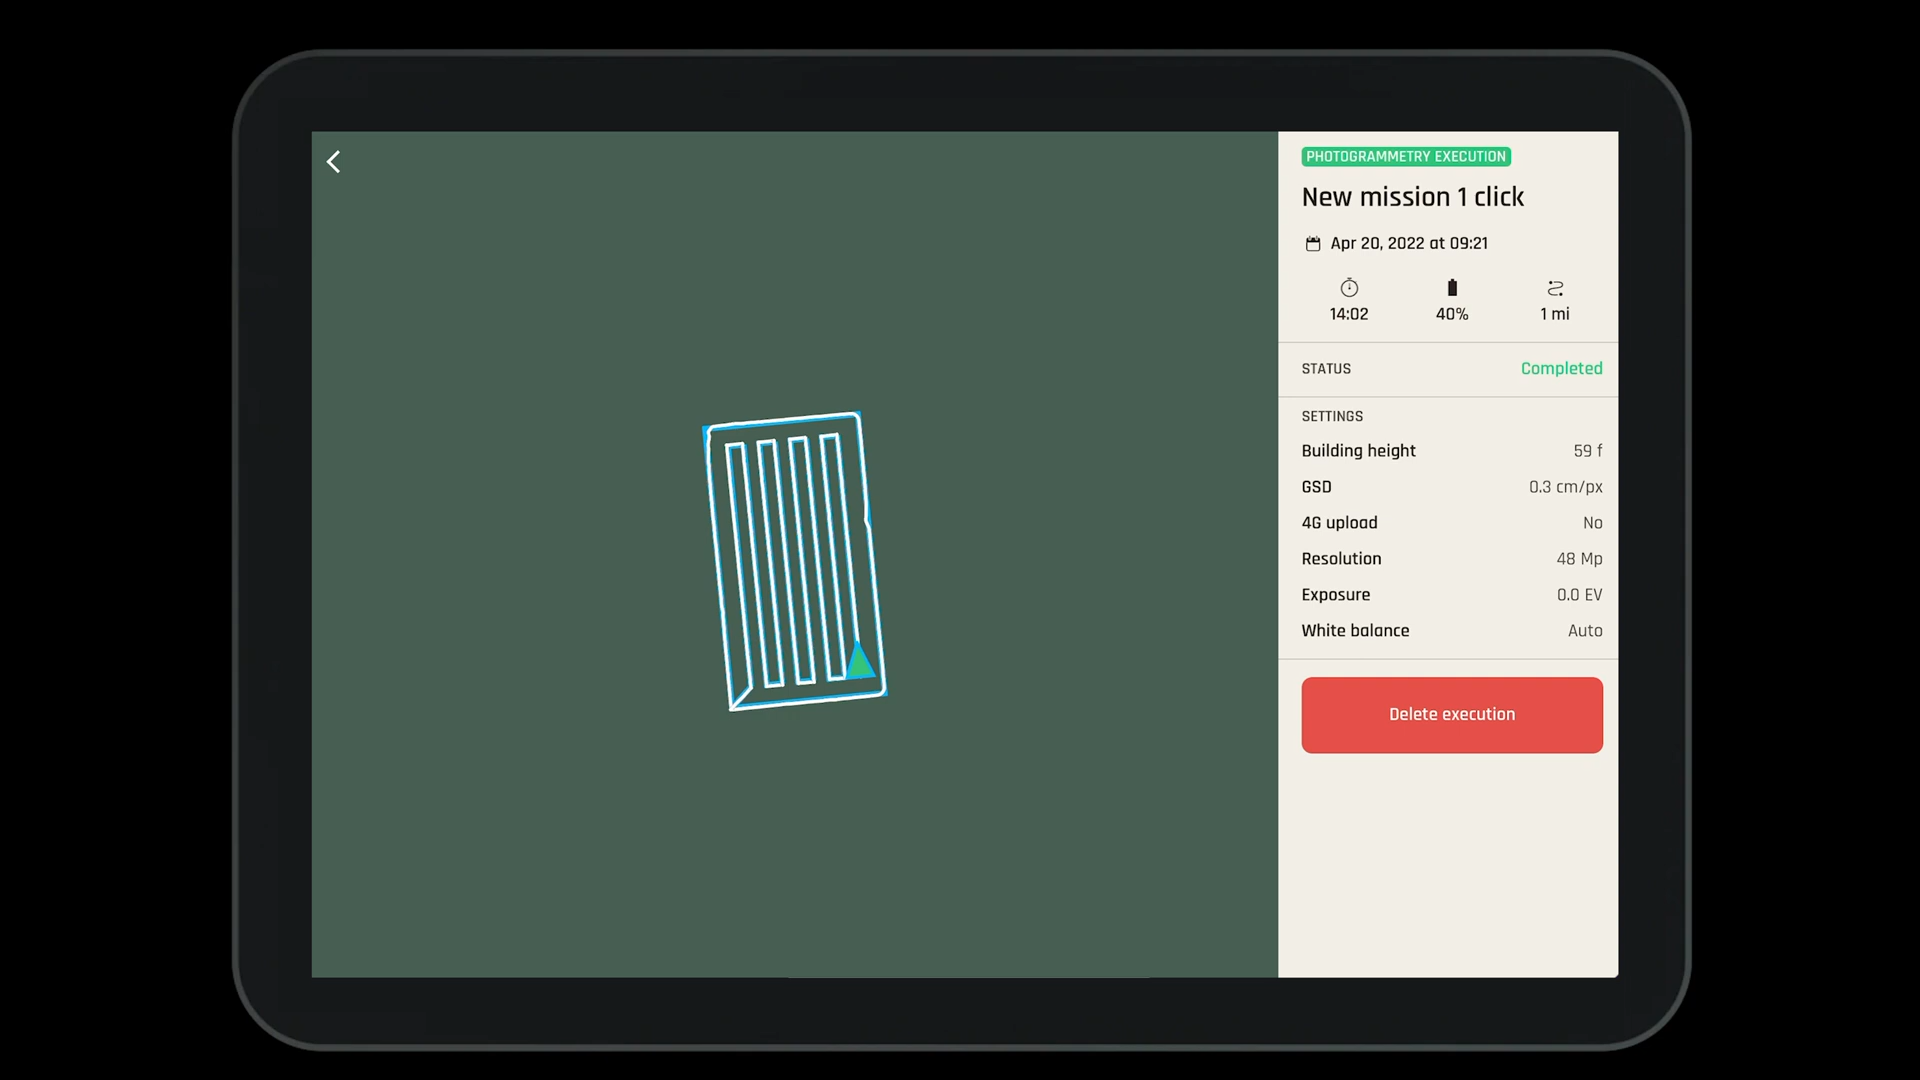 PHOTOGRAMMETRY EXECUTION
New mission 1 click
Apr 20, 2022 at 09:21
14:02 40% 1 mi
STATUS Completed
SETTINGS
Building height 59 f
GSD 0.3 cm/px
4G upload No
Resolution 48 Mp
Exposure 0.0 EV
White balance Auto
Delete execution